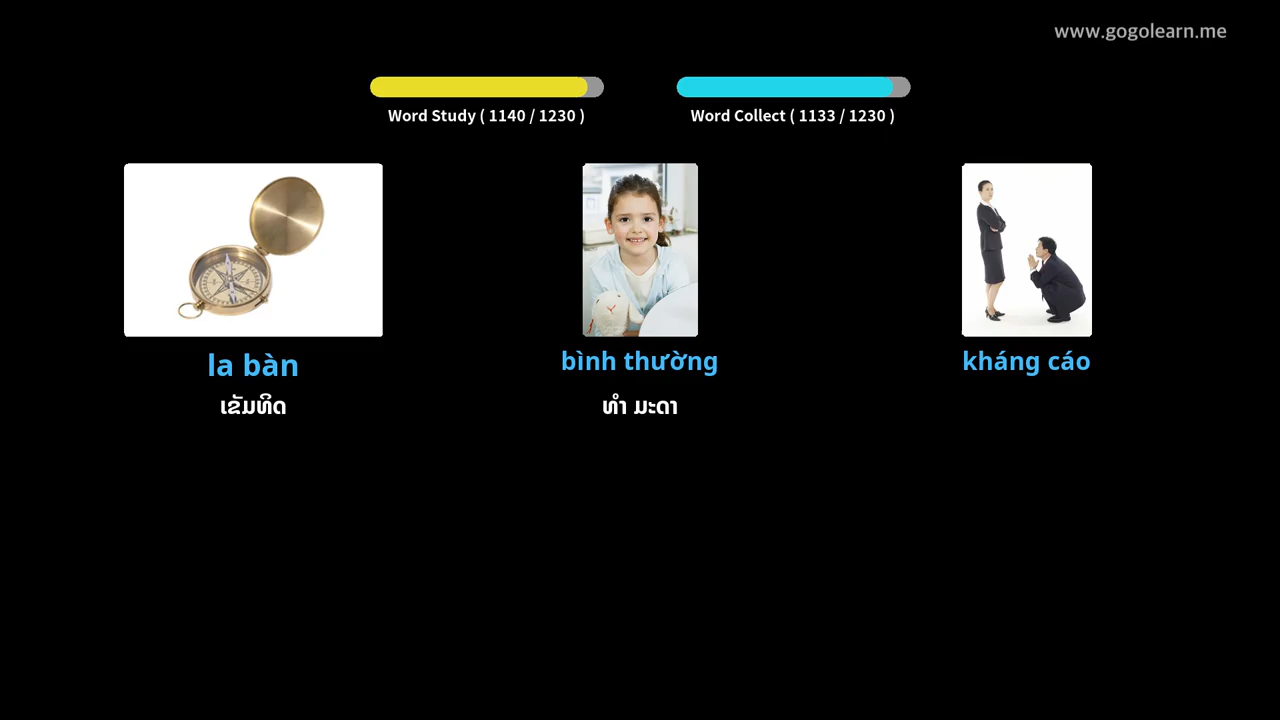 www.gogolearn.me
Word Study ( 1140 / 1230 )
Word Collect ( 1133 / 1230 )
la bàn
bình thường
kháng cáo
ເຂັມທິດ
ທຳ ມະດາ